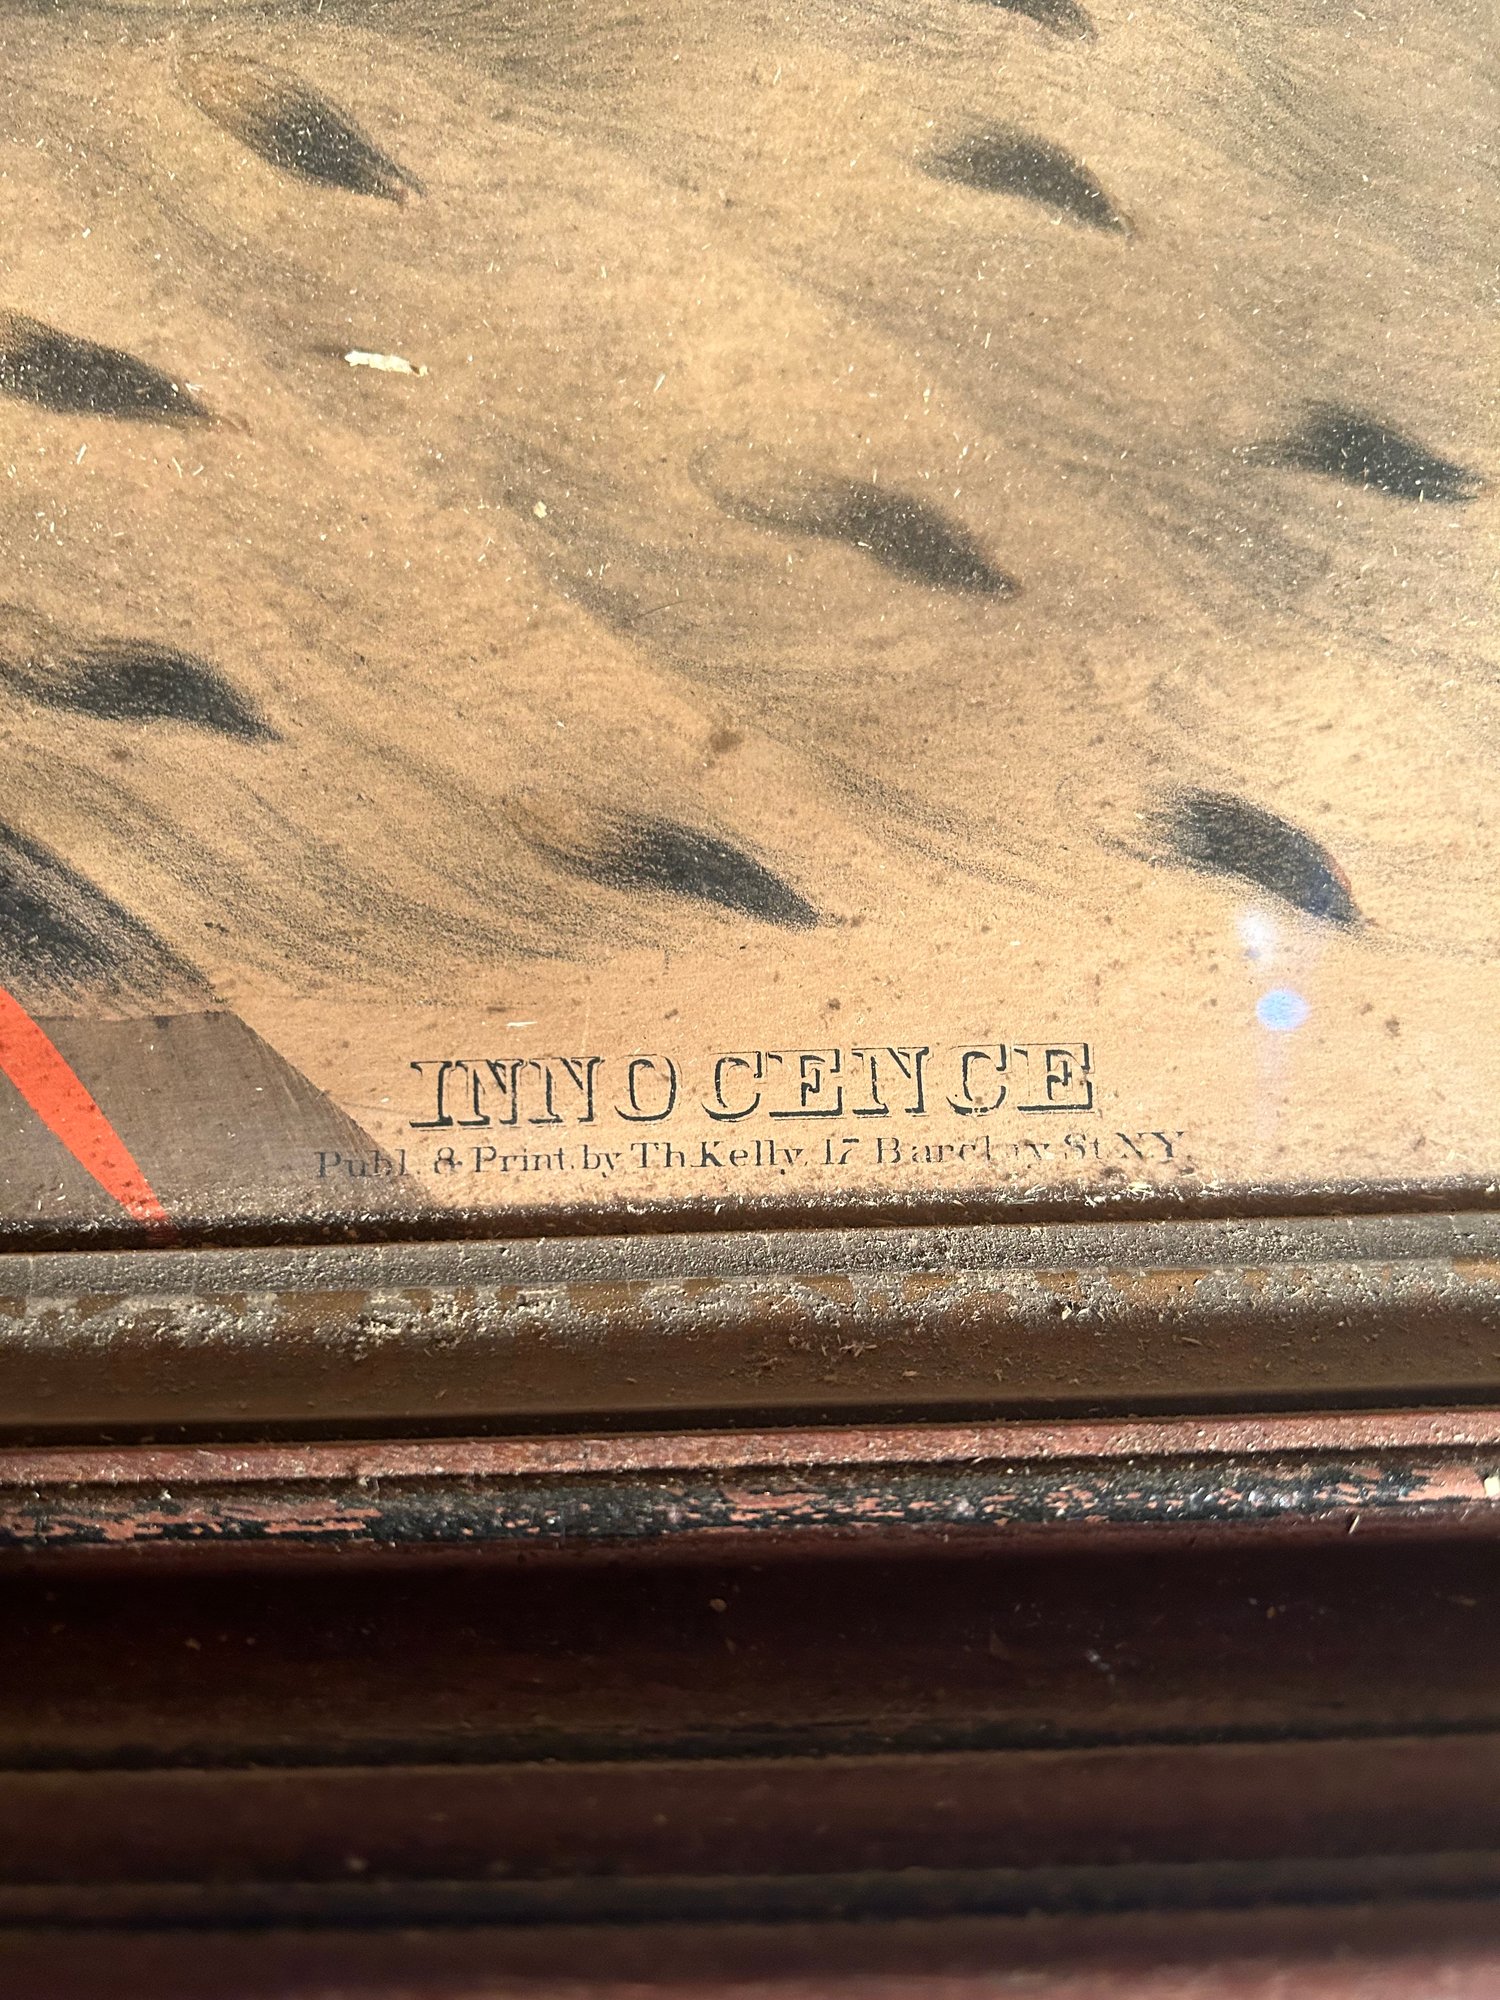 INNOCENCE
Publ. & Print. by Th. Kelly, 17 Barclay St. N.Y.